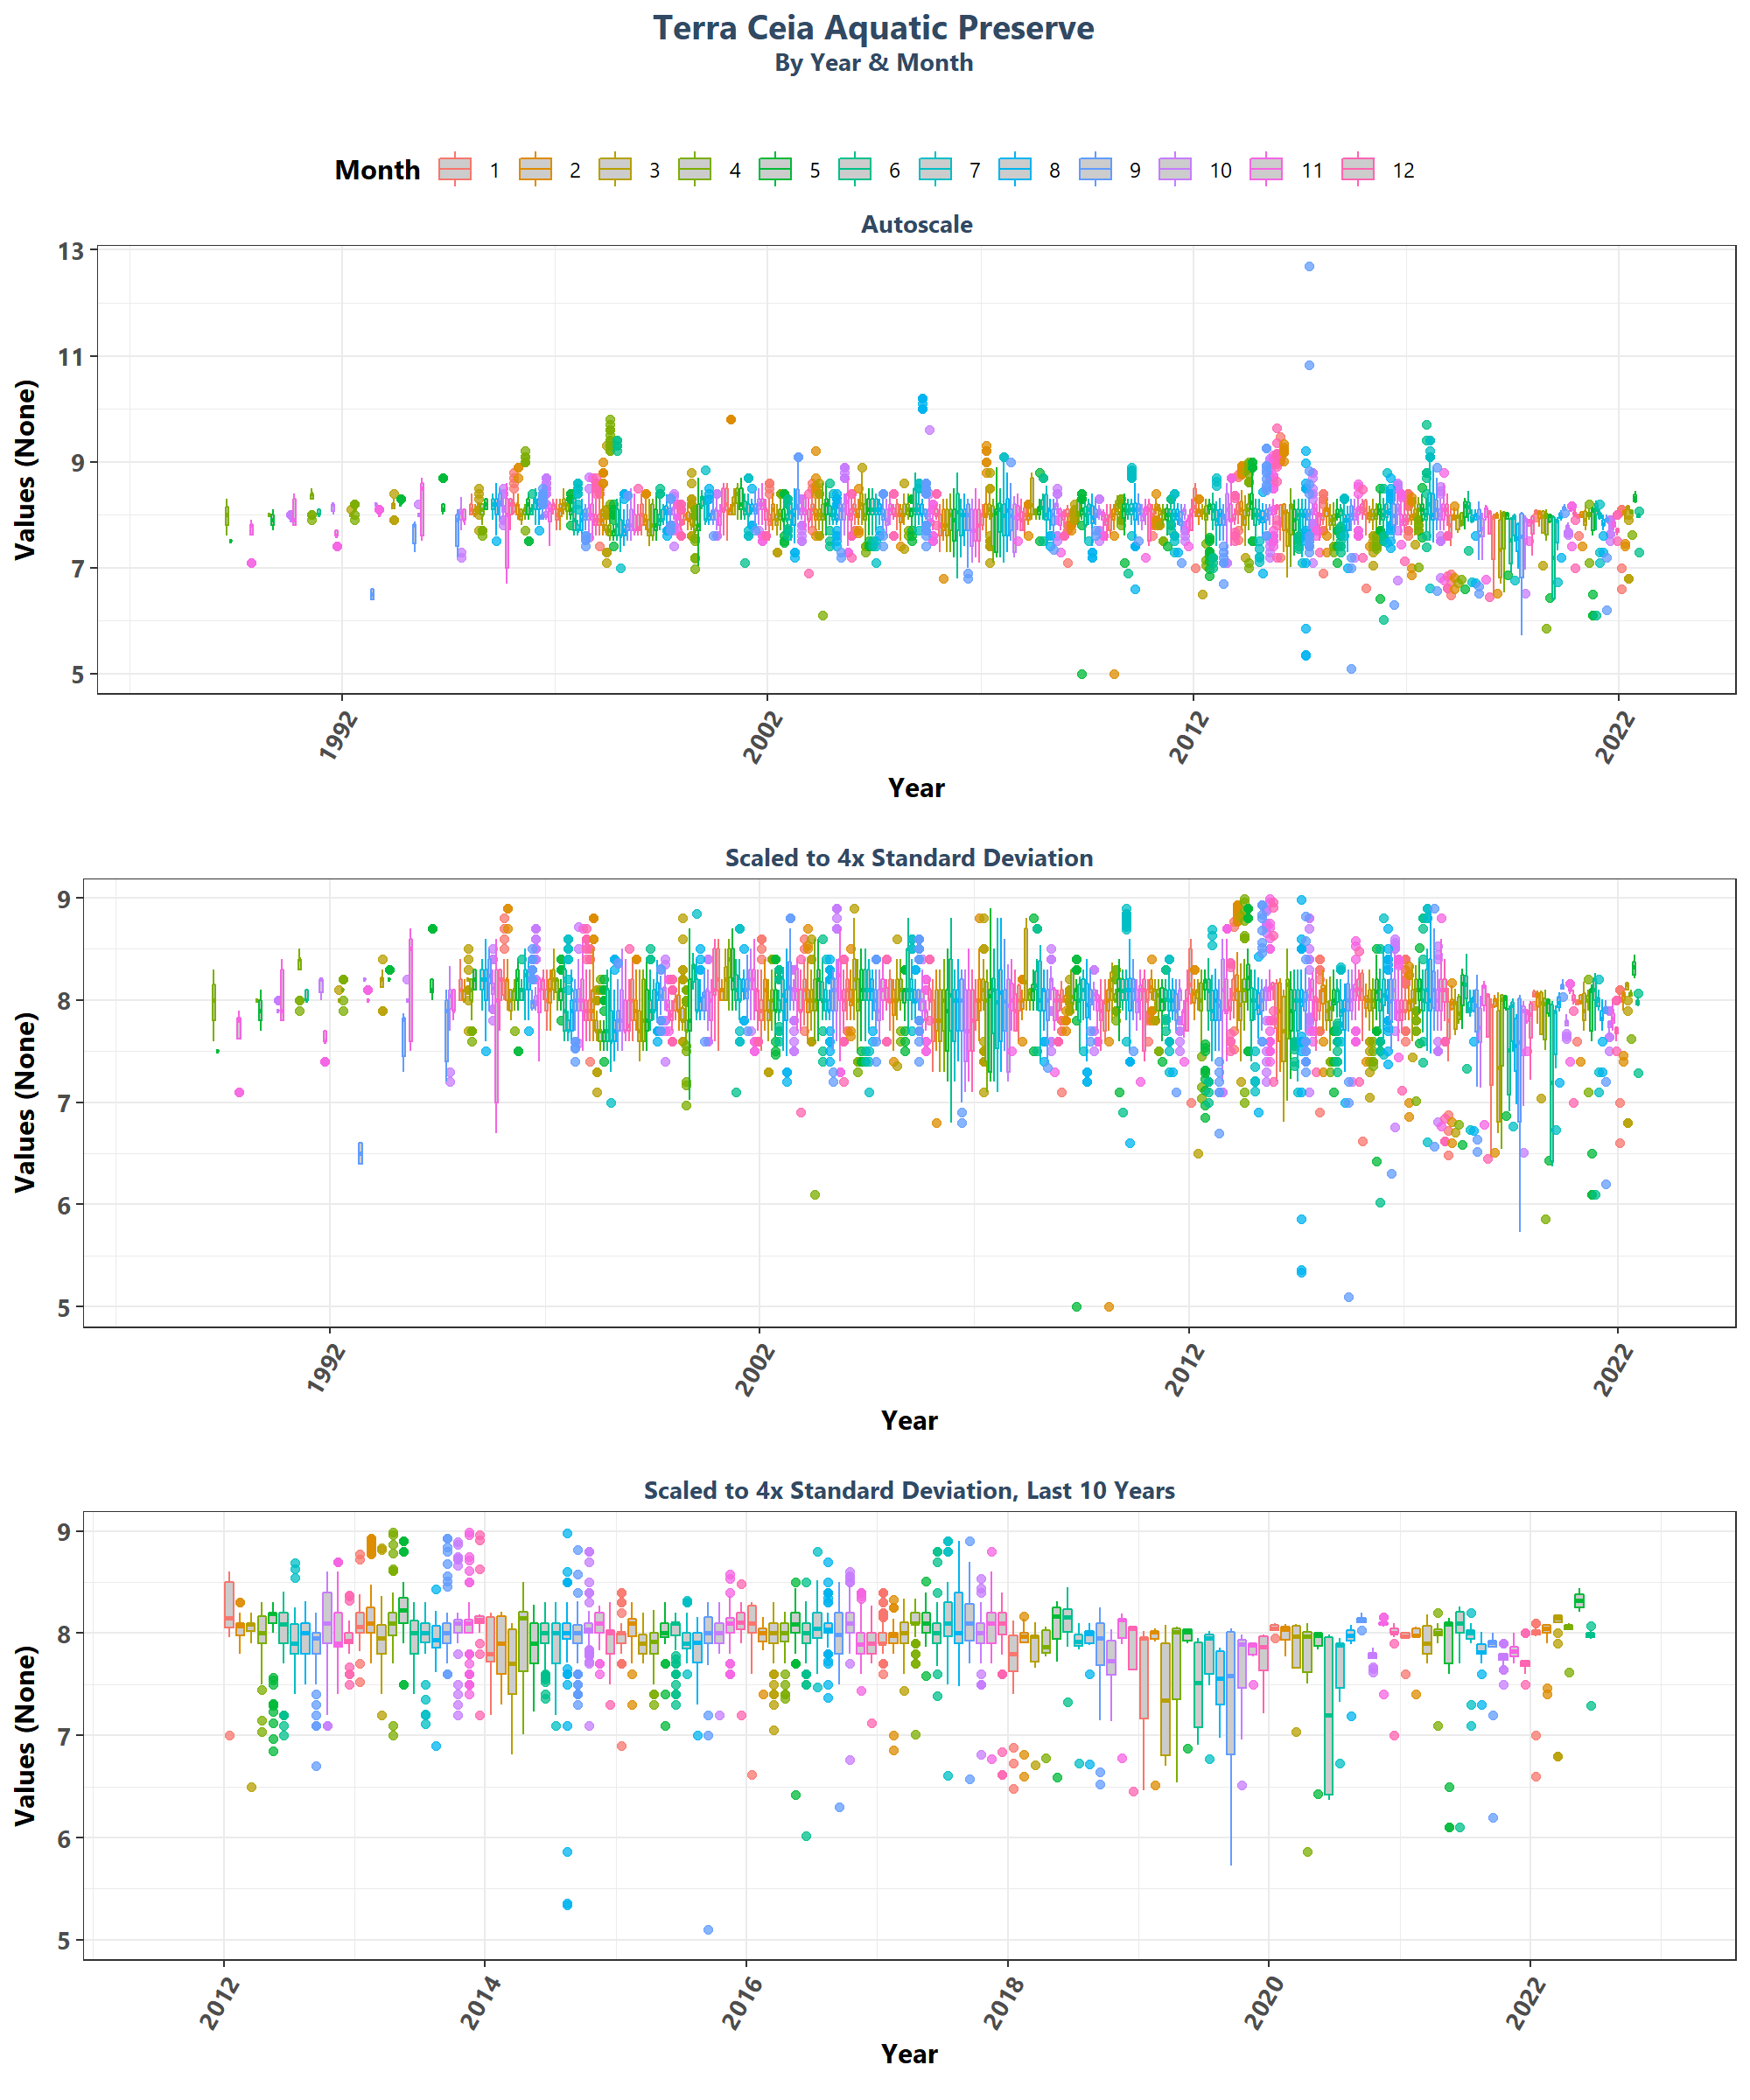 Terra Ceia Aquatic Preserve
By Year & Month
Month 1 2 3 4 5 6 7 8 9 10 11 12
Autoscale
Values (None)
13
11
9
7
5
1992 2002 2012 2022
Year
Scaled to 4x Standard Deviation
Values (None)
9
8
7
6
5
1992 2002 2012 2022
Year
Scaled to 4x Standard Deviation, Last 10 Years
Values (None)
9
8
7
6
5
2012 2014 2016 2018 2020 2022
Year